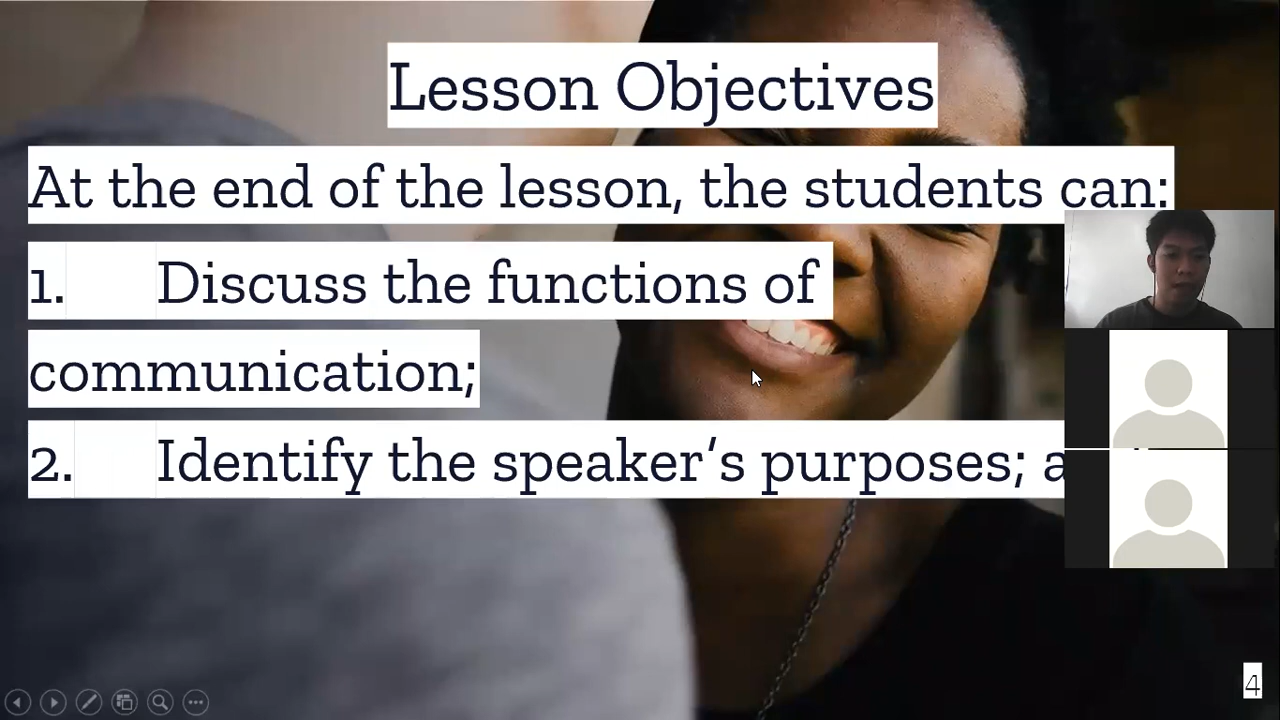 Lesson Objectives
At the end of the lesson, the students can:
1. Discuss the functions of
communication;
2. Identify the speaker’s purposes;
4